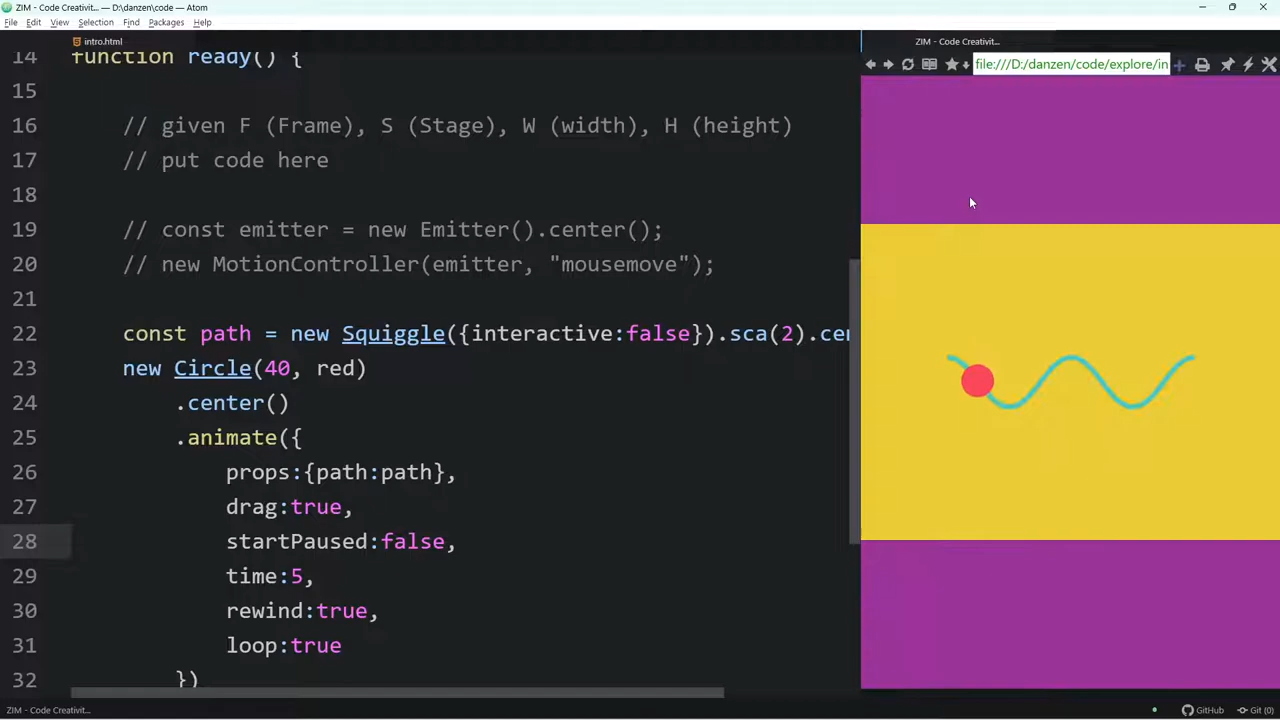 ZIM - Code Creativit... — D:\danzen\code — Atom
File Edit View Selection Find Packages Help
intro.html
ZIM - Code Creativit...
file:///D:/danzen/code/explore/in
14 function ready() {
15
16 // given F (Frame), S (Stage), W (width), H (height)
17 // put code here
18
19 // const emitter = new Emitter().center();
20 // new MotionController(emitter, "mousemove");
21
22 const path = new Squiggle({interactive:false}).sca(2).cen
23 new Circle(40, red)
24 .center()
25 .animate({
26 props:{path:path},
27 drag:true,
28 startPaused:false,
29 time:5,
30 rewind:true,
31 loop:true
32 })
ZIM - Code Creativit...
GitHub
Git (0)